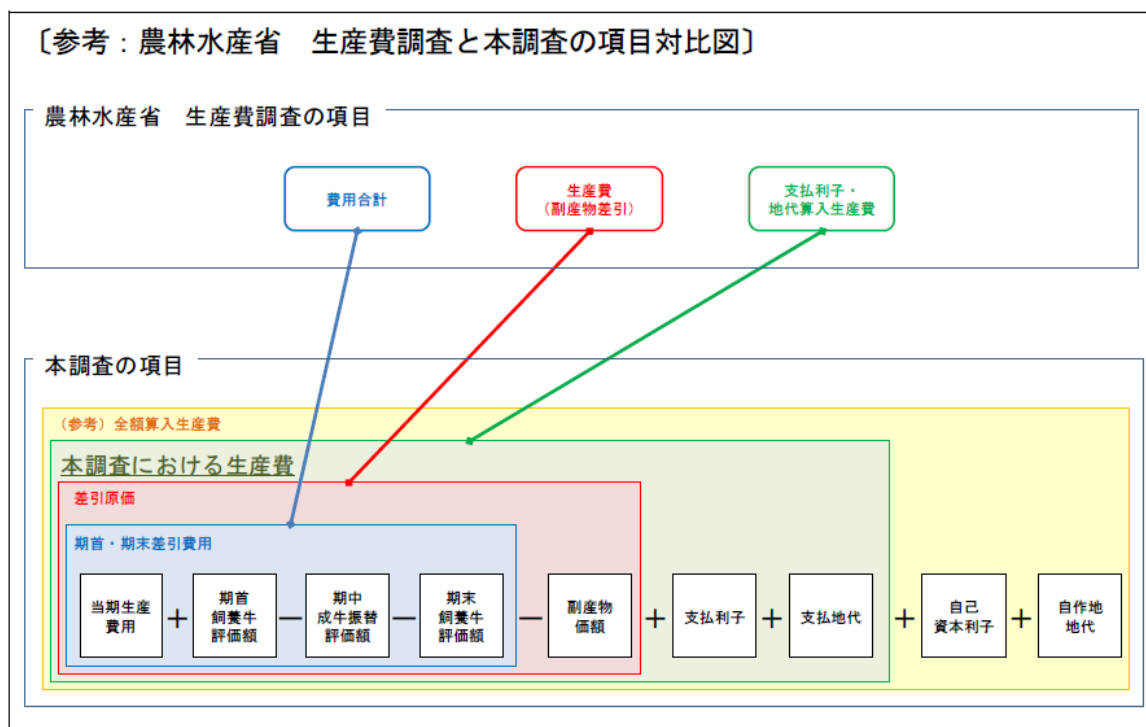 〔参考：農林水産省　生産費調査と本調査の項目対比図〕
農林水産省　生産費調査の項目
費用合計
生産費
（副産物差引）
支払利子・
地代算入生産費
本調査の項目
（参考）全額算入生産費
本調査における生産費
差引原価
期首・期末差引費用
当期生産
費用
＋
期首
飼養牛
評価額
－
期中
成牛振替
評価額
－
期末
飼養牛
評価額
－
副産物
価額
＋
支払利子
＋
支払地代
＋
自己
資本利子
＋
自作地
地代